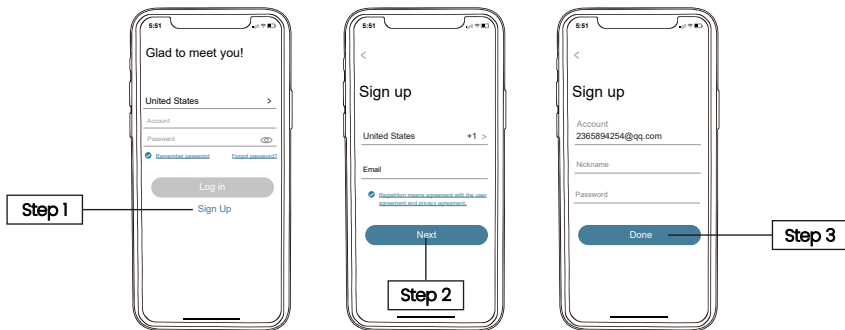 5:51
Glad to meet you!
United States >
Account
Password
Remember password Forgot password?
Log in
Sign Up
Step 1
5:51
<
Sign up
United States +1 >
Email
Registrtion means agreement with the user
agreement and privacy agreement.
Next
Step 2
5:51
<
Sign up
Account
2365894254@qq.com
Nickname
Password
Done
Step 3